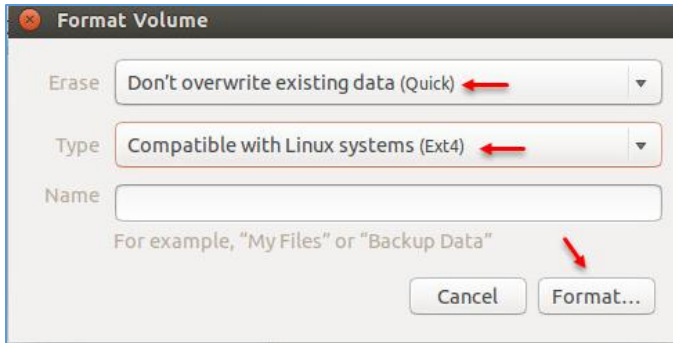 Format Volume
Erase Don't overwrite existing data (Quick)
Type Compatible with Linux systems (Ext4)
Name
For example, “My Files” or “Backup Data”
Cancel Format...